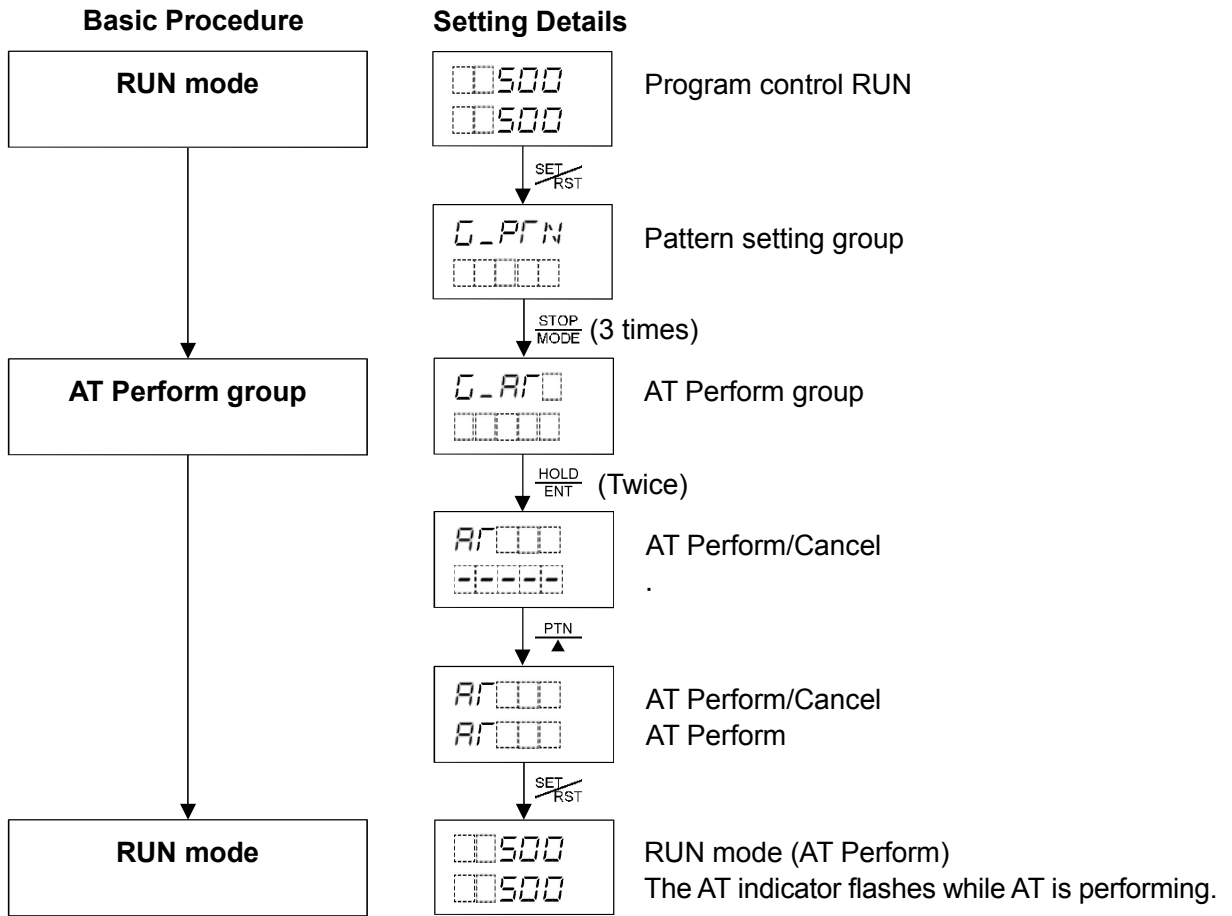 Basic Procedure Setting Details
RUN mode
500
500
Program control RUN
SET/RST
G_PTN
Pattern setting group
STOP
MODE (3 times)
AT Perform group
G_AT
AT Perform group
HOLD
ENT (Twice)
AT
-----
AT Perform/Cancel
.
PTN
▲
AT
AT
AT Perform/Cancel
AT Perform
SET/RST
RUN mode
500
500
RUN mode (AT Perform)
The AT indicator flashes while AT is performing.